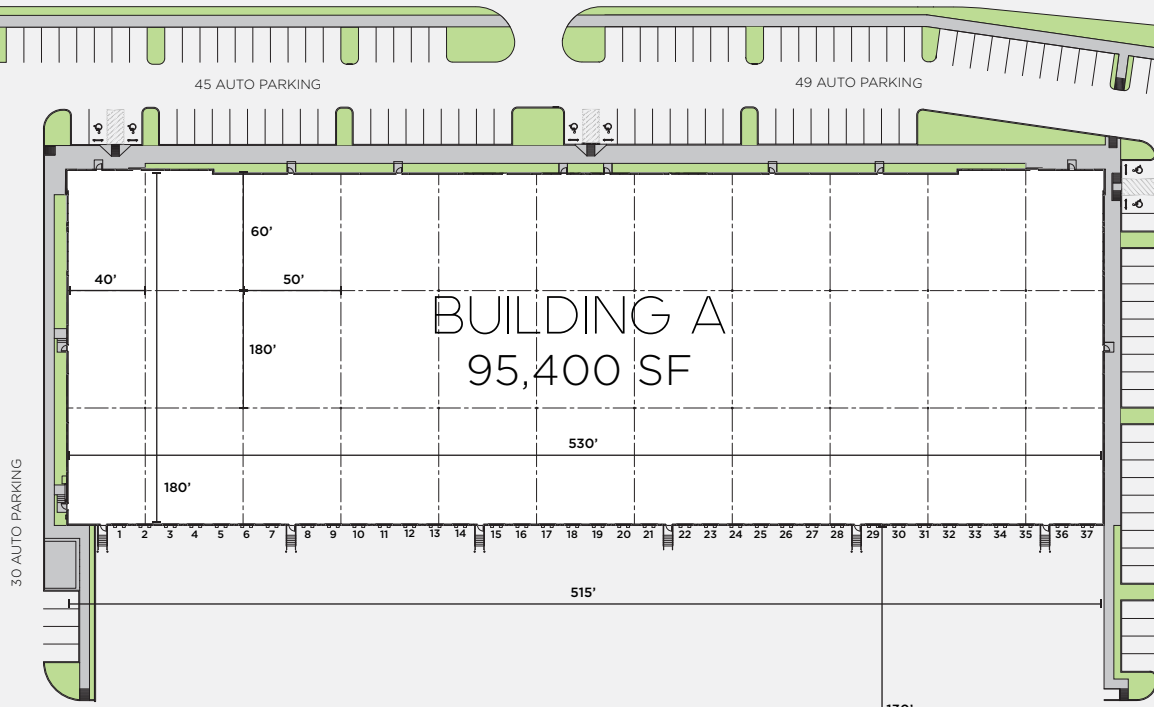 45 AUTO PARKING
49 AUTO PARKING
60'
40'
50'
BUILDING A
95,400 SF
180'
530'
180'
30 AUTO PARKING
1 2 3 4 5 6 7 8 9 10 11 12 13 14 15 16 17 18 19 20 21 22 23 24 25 26 27 28 29 30 31 32 33 34 35 36 37
515'